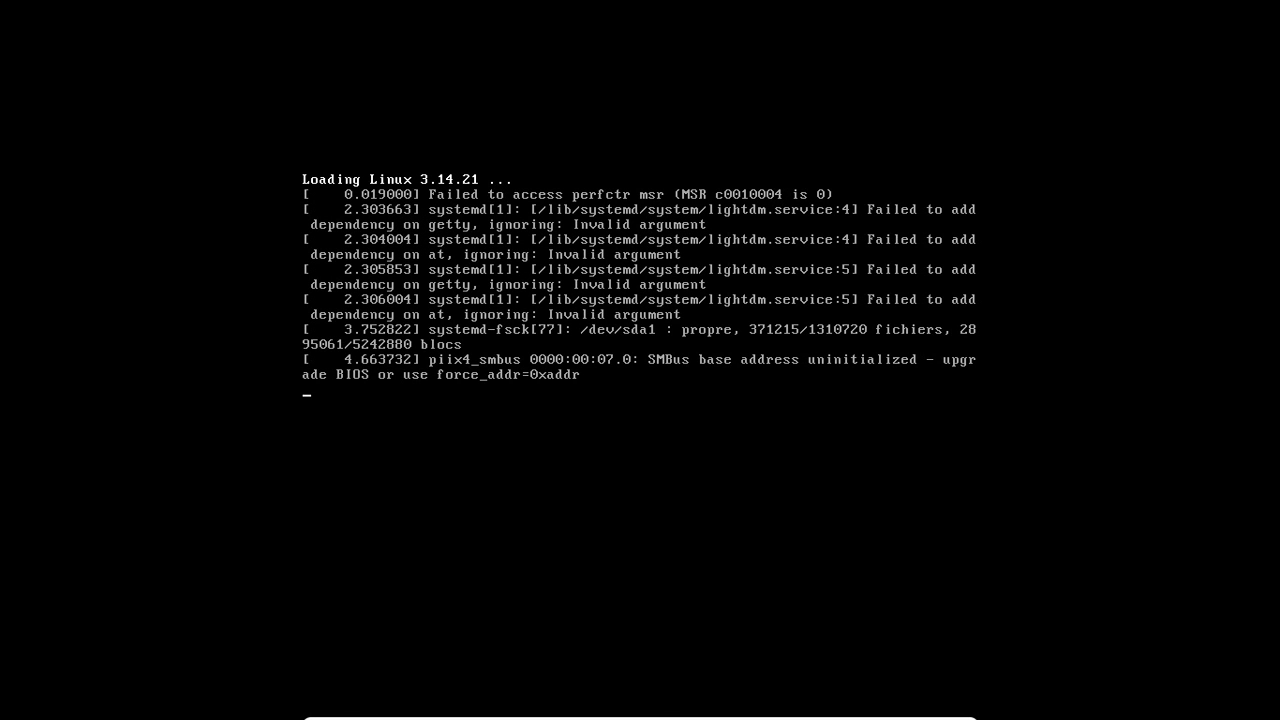 Loading Linux 3.14.21 ...
[    0.019000] Failed to access perfctr msr (MSR c0010004 is 0)
[    2.303663] systemd[1]: [/lib/systemd/system/lightdm.service:4] Failed to add
 dependency on getty, ignoring: Invalid argument
[    2.304004] systemd[1]: [/lib/systemd/system/lightdm.service:4] Failed to add
 dependency on at, ignoring: Invalid argument
[    2.305853] systemd[1]: [/lib/systemd/system/lightdm.service:5] Failed to add
 dependency on getty, ignoring: Invalid argument
[    2.306004] systemd[1]: [/lib/systemd/system/lightdm.service:5] Failed to add
 dependency on at, ignoring: Invalid argument
[    3.752822] systemd-fsck[77]: /dev/sda1 : propre, 371215/1310720 fichiers, 28
95061/5242880 blocs
[    4.663732] piix4_smbus 0000:00:07.0: SMBus base address uninitialized - upgr
ade BIOS or use force_addr=0xaddr